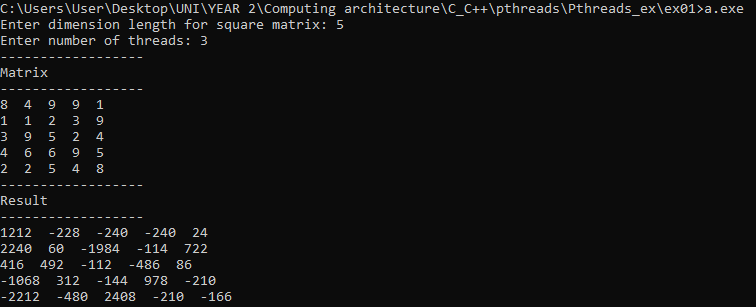 C:\Users\User\Desktop\UNI\YEAR 2\Computing architecture\C_C++\pthreads\Pthreads_ex\ex01>a.exe
Enter dimension length for square matrix: 5
Enter number of threads: 3
------------------
Matrix
------------------
8  4  9  9  1
1  1  2  3  9
3  9  5  2  4
4  6  6  9  5
2  2  5  4  8
------------------
Result
------------------
1212  -228  -240  -240  24
2240  60  -1984  -114  722
416  492  -112  -486  86
-1068  312  -144  978  -210
-2212  -480  2408  -210  -166